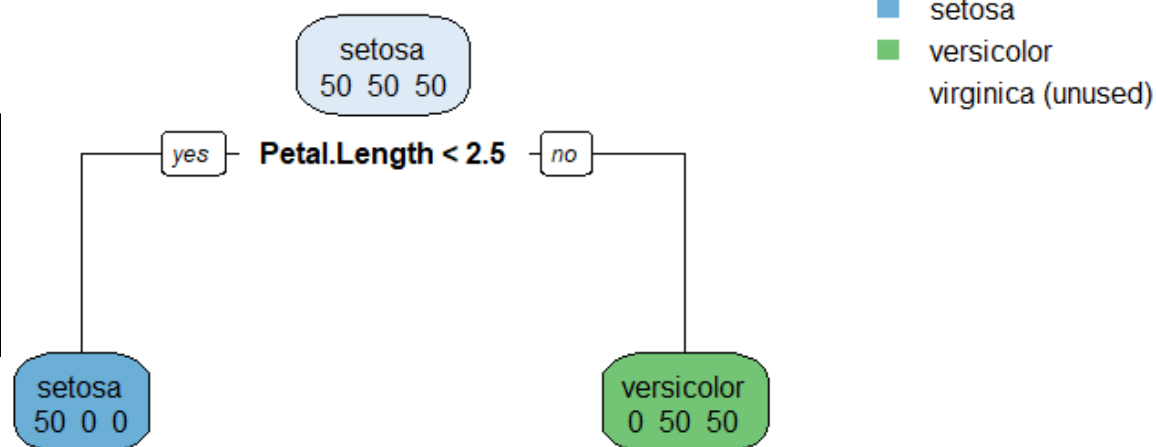 setosa
versicolor
virginica (unused)
setosa
50 50 50
yes
Petal.Length < 2.5
no
setosa
50 0 0
versicolor
0 50 50